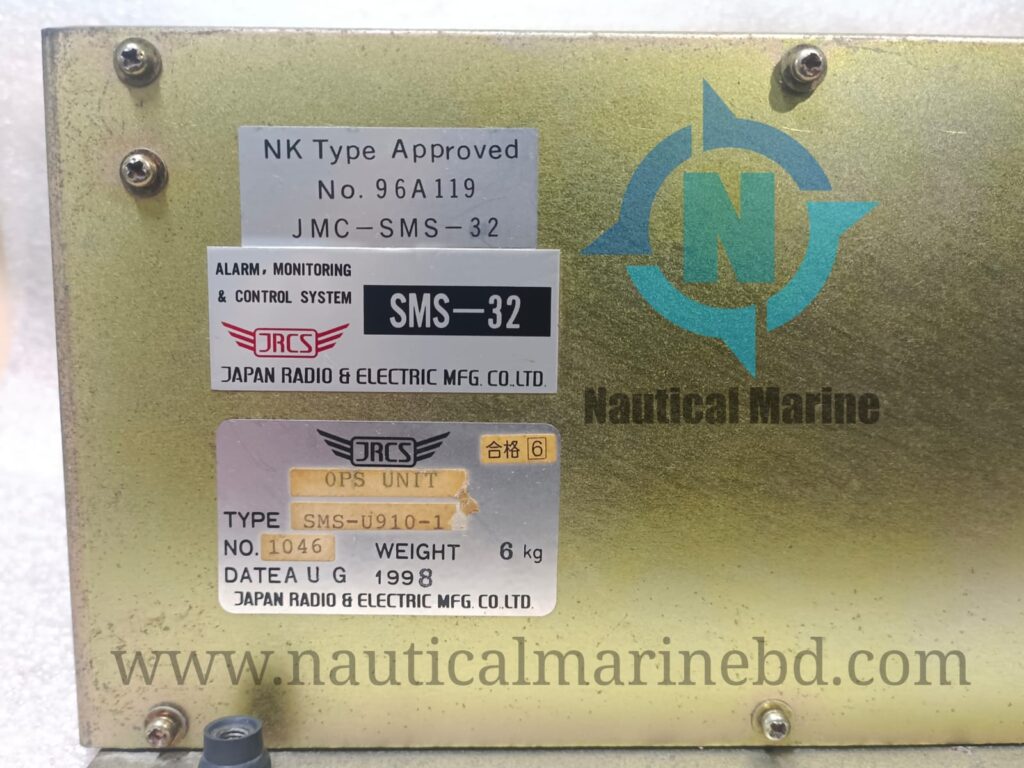 NK Type Approved
No. 96A119
JMC-SMS-32
ALARM, MONITORING
& CONTROL SYSTEM
SMS-32
JRCS
JAPAN RADIO & ELECTRIC MFG. CO.,LTD.
N
Nautical Marine
JRCS
合格 6
OPS UNIT
TYPE SMS-U910-1
NO. 1046 WEIGHT 6 kg
DATE AUG 1998
JAPAN RADIO & ELECTRIC MFG. CO.,LTD.
www.nauticalmarinebd.com